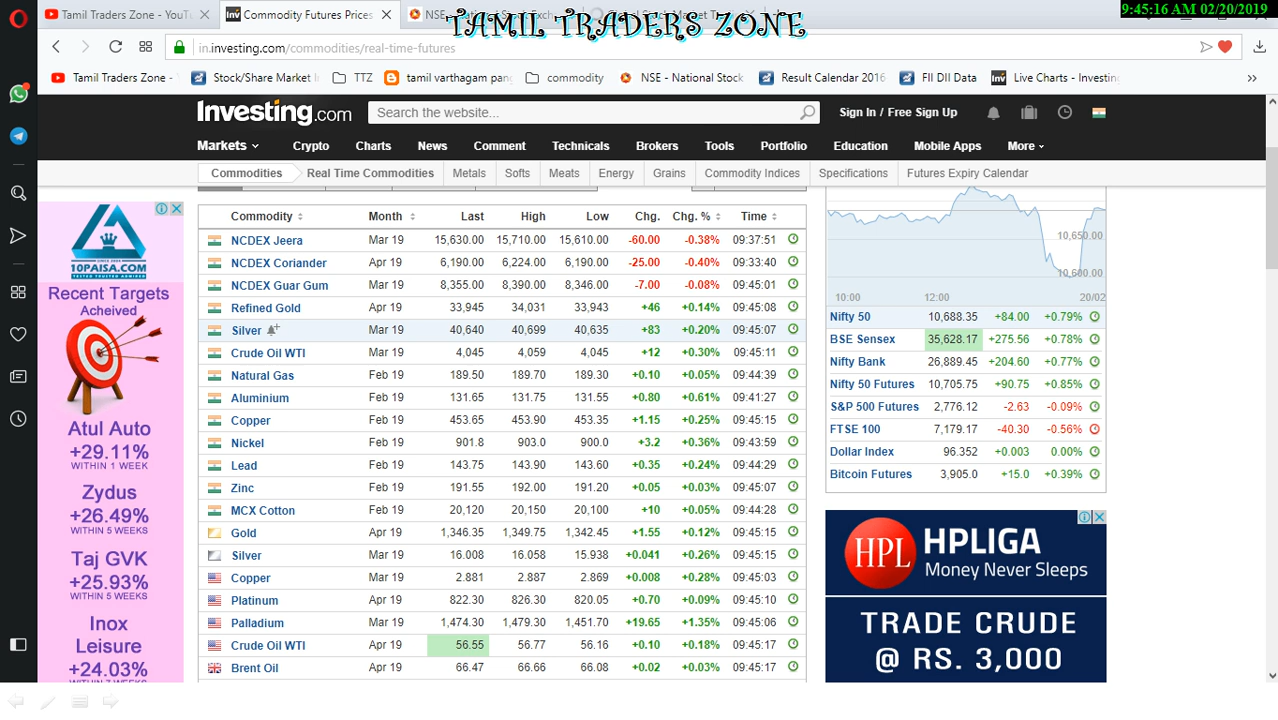 Tamil Traders Zone - YouT
Commodity Futures Prices
NSE
TAMIL TRADERS ZONE
9:45:16 AM 02/20/2019
in.investing.com/commodities/real-time-futures
Tamil Traders Zone -
Stock/Share Market I
TTZ
tamil varthagam pan
commodity
NSE - National Stock
Result Calendar 2016
FII DII Data
Live Charts - Investin
Investing.com
Search the website...
Sign In / Free Sign Up
Markets Crypto Charts News Comment Technicals Brokers Tools Portfolio Education Mobile Apps More
Commodities Real Time Commodities Metals Softs Meats Energy Grains Commodity Indices Specifications Futures Expiry Calendar
Commodity Month Last High Low Chg. Chg. % Time
NCDEX Jeera Mar 19 15,630.00 15,710.00 15,610.00 -60.00 -0.38% 09:37:51
NCDEX Coriander Apr 19 6,190.00 6,224.00 6,186.00 -25.00 -0.40% 09:33:40
NCDEX Guar Gum Mar 19 8,355.00 8,390.00 8,346.00 -7.00 -0.08% 09:45:01
Refined Gold Apr 19 33,945 34,031 33,943 +46 +0.14% 09:45:08
Silver Mar 19 40,640 40,699 40,635 +83 +0.20% 09:45:07
Crude Oil WTI Mar 19 4,045 4,059 4,045 +12 +0.30% 09:45:11
Natural Gas Feb 19 189.50 189.70 189.30 +0.10 +0.05% 09:44:39
Aluminium Feb 19 131.65 131.75 131.55 +0.80 +0.61% 09:41:27
Copper Feb 19 453.65 453.90 453.35 +1.15 +0.25% 09:45:15
Nickel Feb 19 901.8 903.0 900.0 +3.2 +0.36% 09:43:59
Lead Feb 19 143.75 143.90 143.60 +0.35 +0.24% 09:44:29
Zinc Feb 19 191.55 192.00 191.20 +0.05 +0.03% 09:45:07
MCX Cotton Feb 19 20,120 20,150 20,100 +10 +0.05% 09:44:28
Gold Apr 19 1,346.35 1,349.75 1,342.45 +1.55 +0.12% 09:45:15
Silver Mar 19 16.008 16.058 15.938 +0.041 +0.26% 09:45:15
Copper Mar 19 2.881 2.887 2.869 +0.008 +0.28% 09:45:03
Platinum Apr 19 822.30 826.30 820.05 +0.70 +0.09% 09:45:10
Palladium Mar 19 1,474.30 1,479.30 1,451.70 +19.65 +1.35% 09:45:06
Crude Oil WTI Apr 19 56.55 56.77 56.16 +0.10 +0.18% 09:45:17
Brent Oil Apr 19 66.47 66.66 66.08 +0.02 +0.03% 09:45:17
10PAISA.COM
Recent Targets
Acheived
Atul Auto
+29.11%
WITHIN 1 WEEK
Zydus
+26.49%
WITHIN 5 WEEKS
Taj GVK
+25.93%
WITHIN 5 WEEKS
Inox
Leisure
+24.03%
10,650.00
10,600.00
10:00 12:00 20/02
Nifty 50 10,688.35 +84.00 +0.79%
BSE Sensex 35,628.17 +275.56 +0.78%
Nifty Bank 26,889.45 +204.60 +0.77%
Nifty 50 Futures 10,705.75 +90.75 +0.85%
S&P 500 Futures 2,776.12 -2.63 -0.09%
FTSE 100 7,179.17 -40.30 -0.56%
Dollar Index 96.352 +0.003 0.00%
Bitcoin Futures 3,905.0 +15.0 +0.39%
HPL HPLIGA
Money Never Sleeps
TRADE CRUDE
@ RS. 3,000